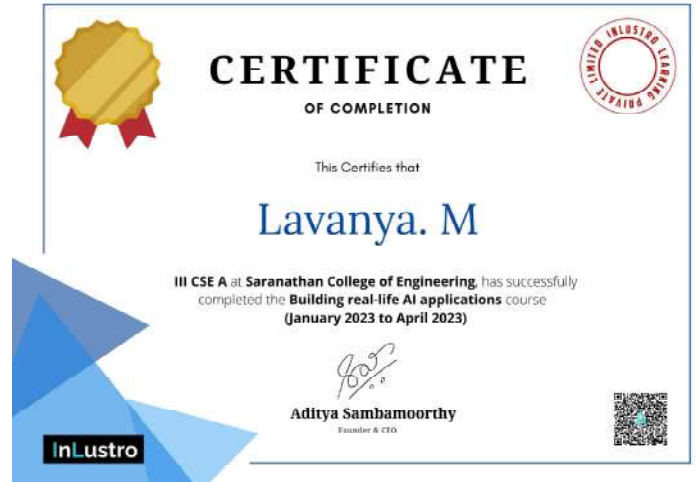 CERTIFICATE
INLUSTRO LEARNING PRIVATE LIMITED
OF COMPLETION
This Certifies that
Lavanya. M
III CSE A at Saranathan College of Engineering, has successfully
completed the Building real-life AI applications course
(January 2023 to April 2023)
Aditya Sambamoorthy
Founder & CEO
InLustro